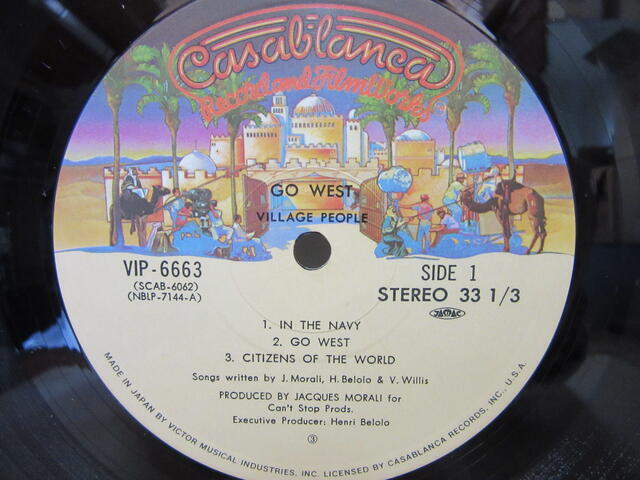 Casablanca
Record and FilmWorks
GO WEST
VILLAGE PEOPLE
VIP-6663
(SCAB-6062)
(NBLP-7144-A)
SIDE 1
STEREO 33 1/3
JASRAC
1. IN THE NAVY
2. GO WEST
3. CITIZENS OF THE WORLD
Songs written by J. Morali, H. Belolo & V. Willis
PRODUCED BY JACQUES MORALI for
Can't Stop Prods.
Executive Producer: Henri Belolo
③
MADE IN JAPAN BY VICTOR MUSICAL INDUSTRIES, INC. LICENSED BY CASABLANCA RECORDS, INC., U.S.A.